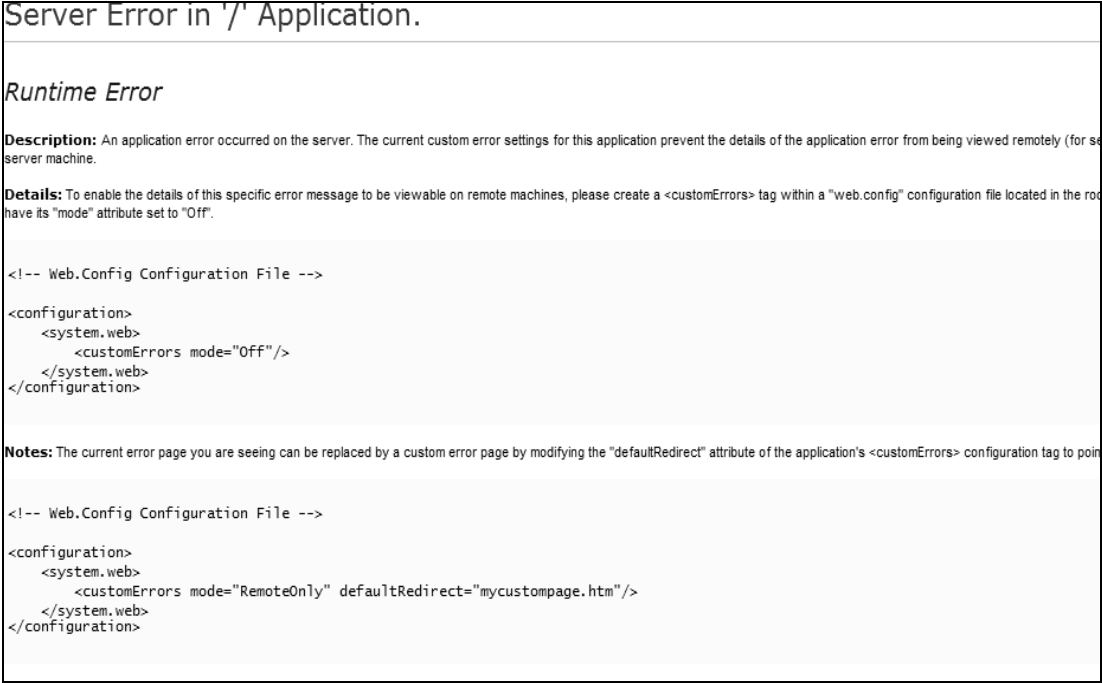 Server Error in '/' Application.
Runtime Error
Description: An application error occurred on the server. The current custom error settings for this application prevent the details of the application error from being viewed remotely (for
server machine.
Details: To enable the details of this specific error message to be viewable on remote machines, please create a <customErrors> tag within a "web.config" configuration file located in the
have its "mode" attribute set to "Off".
<!-- Web.Config Configuration File -->
<configuration>
    <system.web>
        <customErrors mode="Off"/>
    </system.web>
</configuration>
Notes: The current error page you are seeing can be replaced by a custom error page by modifying the "defaultRedirect" attribute of the application's <customErrors> configuration tag to
<!-- Web.Config Configuration File -->
<configuration>
    <system.web>
        <customErrors mode="RemoteOnly" defaultRedirect="mycustompage.htm"/>
    </system.web>
</configuration>